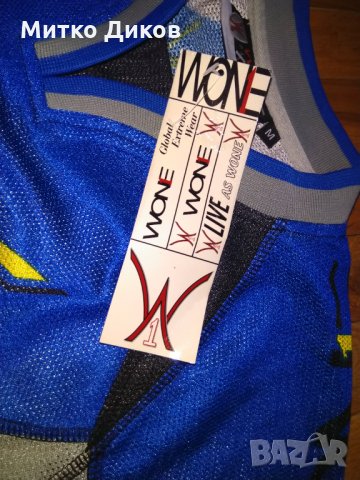 Митко Диков
WONE
M
Global
Extreme
Wear
WONE
WONE
LIVE AS WONE
1
BAZAR